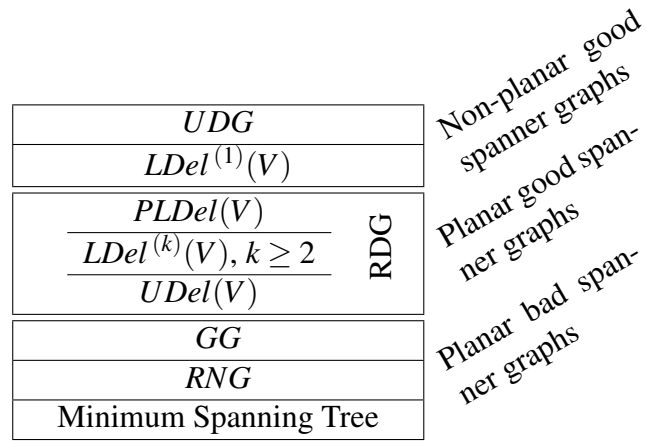 UDG
LDel^(1)(V)
PLDel(V)
LDel^(k)(V), k ≥ 2
UDel(V)
RDG
GG
RNG
Minimum Spanning Tree
Non-planar good
spanner graphs
Planar good span-
ner graphs
Planar bad span-
ner graphs